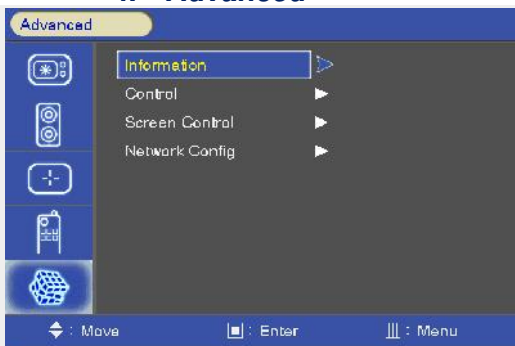 Advanced
Information
Control
Screen Control
Network Config
: Move
: Enter
: Menu